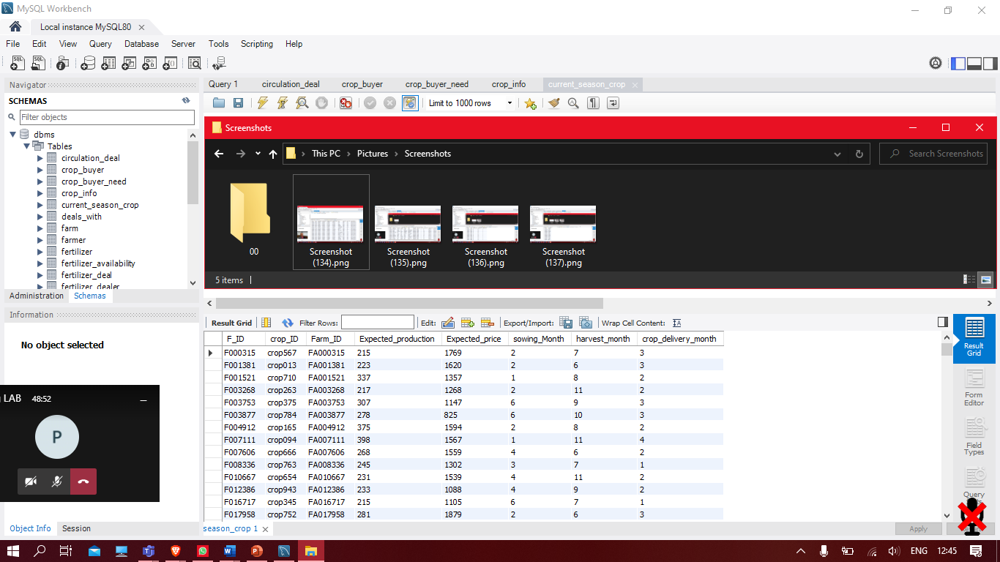 MySQL Workbench
Local instance MySQL80
File Edit View Query Database Server Tools Scripting Help
Navigator
SCHEMAS
Filter objects
dbms
Tables
circulation_deal
crop_buyer
crop_buyer_need
crop_info
current_season_crop
deals_with
farm
farmer
fertilizer
fertilizer_availability
fertilizer_deal
fertilizer_dealer
Administration Schemas
Information
No object selected
LAB 48:52
P
Object Info Session
Query 1 circulation_deal crop_buyer crop_buyer_need crop_info current_season_crop
Limit to 1000 rows
Screenshots
This PC > Pictures > Screenshots
Search Screenshots
00
Screenshot (134).png
Screenshot (135).png
Screenshot (136).png
Screenshot (137).png
5 items
Result Grid Filter Rows: Edit: Export/Import: Wrap Cell Content:
F_ID crop_ID Farm_ID Expected_production Expected_price sowing_Month harvest_month crop_delivery_month
F000315 crop567 FA000315 215 1769 2 7 3
F001381 crop013 FA001381 223 1620 2 6 3
F001521 crop710 FA001521 337 1357 1 8 2
F003268 crop263 FA003268 217 1268 2 11 2
F003753 crop375 FA003753 307 1147 6 9 3
F003877 crop784 FA003877 278 825 6 10 3
F004912 crop165 FA004912 375 1594 2 8 2
F007111 crop094 FA007111 398 1567 1 11 4
F007606 crop666 FA007606 268 1559 4 6 2
F008336 crop763 FA008336 245 1302 3 7 1
F010667 crop654 FA010667 231 1539 4 11 2
F012386 crop943 FA012386 233 1088 4 9 2
F016717 crop345 FA016717 215 1105 6 7 1
F017958 crop752 FA017958 281 1879 2 6 3
season_crop 1
Apply
Result Grid
Form Editor
Field Types
Query
ENG 12:45